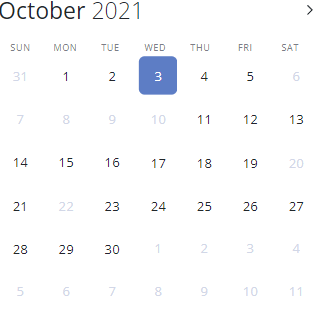 October 2021
SUN MON TUE WED THU FRI SAT
31 1 2 3 4 5 6
7 8 9 10 11 12 13
14 15 16 17 18 19 20
21 22 23 24 25 26 27
28 29 30 1 2 3 4
5 6 7 8 9 10 11